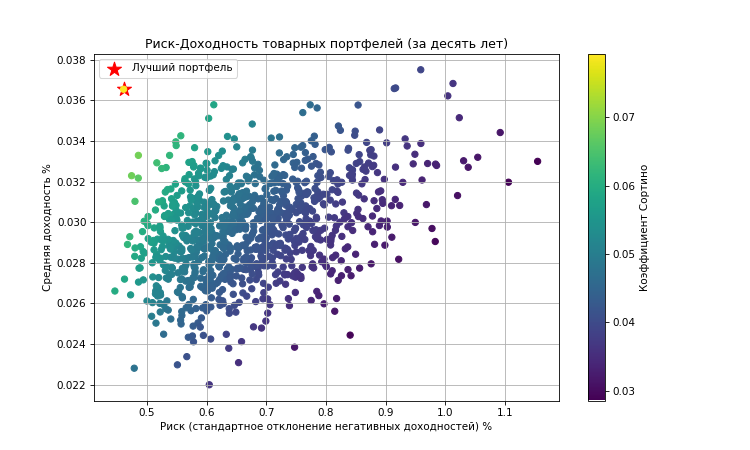 Риск-Доходность товарных портфелей (за десять лет)
Лучший портфель
Средняя доходность %
0.038
0.036
0.034
0.032
0.030
0.028
0.026
0.024
0.022
0.5 0.6 0.7 0.8 0.9 1.0 1.1
Риск (стандартное отклонение негативных доходностей) %
0.07
0.06
0.05
0.04
0.03
Коэффициент Сортино